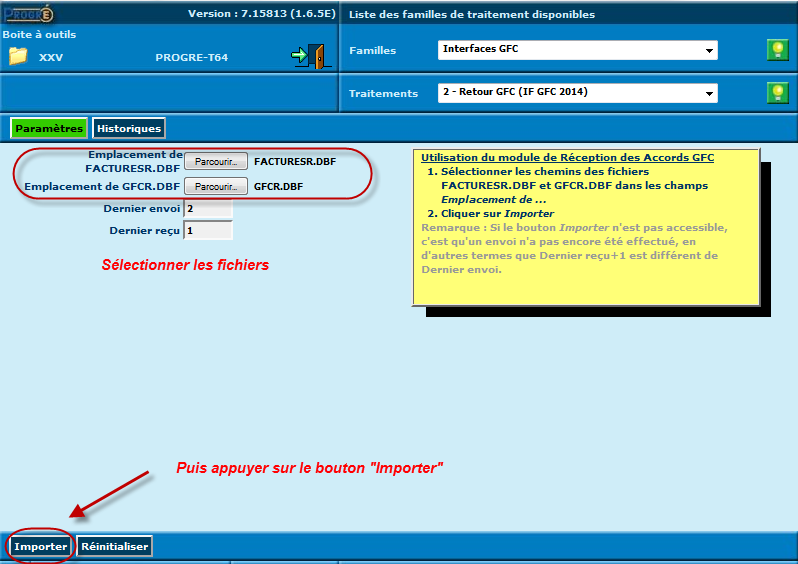 PROGRÉ
Version : 7.15813 (1.6.5E)
Liste des familles de traitement disponibles
Boite à outils
XXV
PROGRE-T64
Familles
Interfaces GFC
Traitements
2 - Retour GFC (IF GFC 2014)
Paramètres
Historiques
Emplacement de
FACTURESR.DBF
Parcourir...
FACTURESR.DBF
Emplacement de GFCR.DBF
Parcourir...
GFCR.DBF
Dernier envoi
2
Dernier reçu
1
Sélectionner les fichiers
Utilisation du module de Réception des Accords GFC
1. Sélectionner les chemins des fichiers
FACTURESR.DBF et GFCR.DBF dans les champs
Emplacement de ...
2. Cliquer sur Importer
Remarque : Si le bouton Importer n'est pas accessible,
c'est qu'un envoi n'a pas encore été effectué, en
d'autres termes que Dernier reçu+1 est différent de
Dernier envoi.
Puis appuyer sur le bouton "Importer"
Importer
Réinitialiser